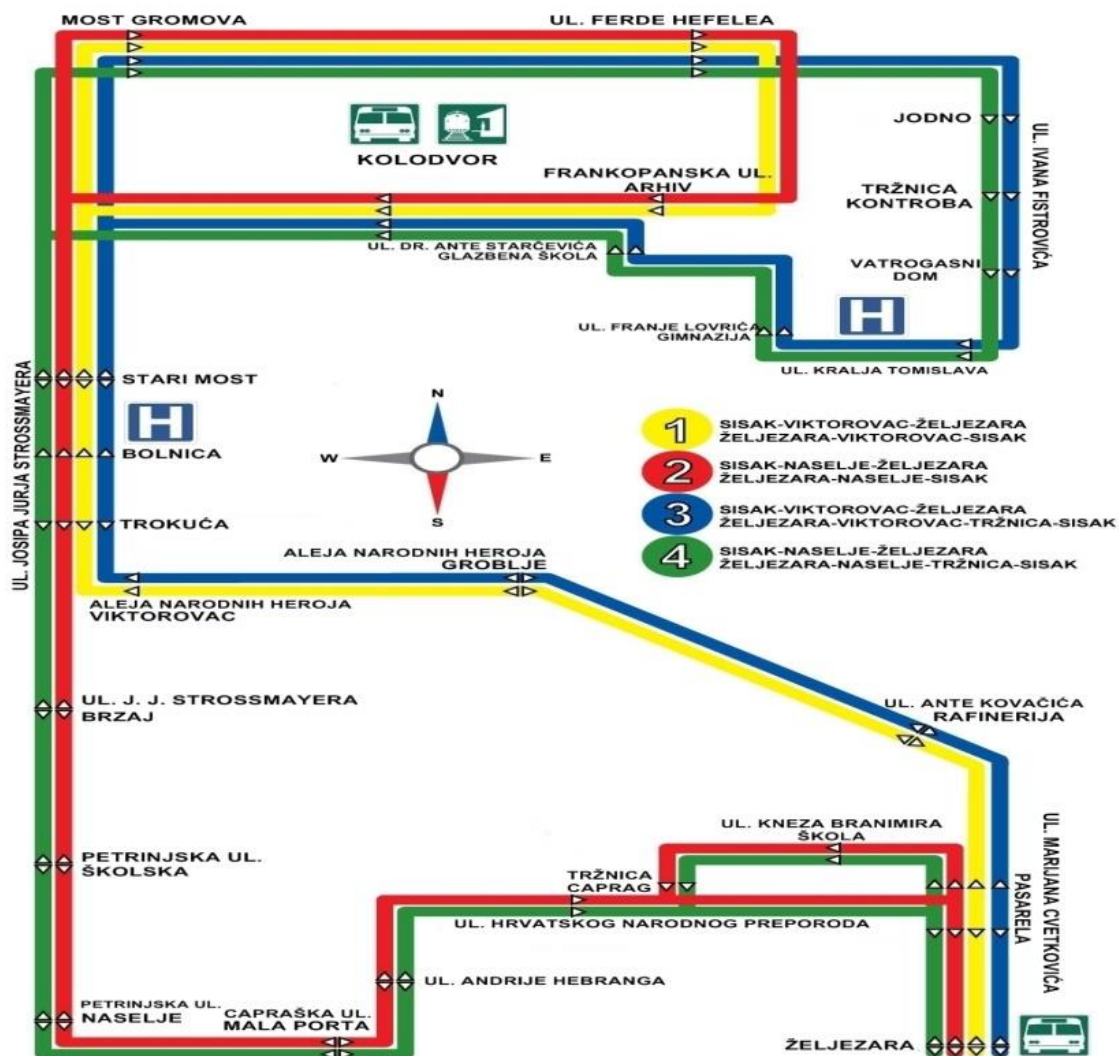 MOST GROMOVA
UL. FERDE HEFELEA
JODNO
UL. IVANA FISTROVIĆA
KOLODVOR
FRANKOPANSKA UL.
ARHIV
TRŽNICA
KONTROBA
UL. DR. ANTE STARČEVIĆA
GLAZBENA ŠKOLA
VATROGASNI
DOM
H
UL. FRANJE LOVRIĆA
GIMNAZIJA
UL. KRALJA TOMISLAVA
UL. JOSIPA JURJA STROSSMAYERA
STARI MOST
H
BOLNICA
TROKUĆA
N
W
E
S
1 SISAK-VIKTOROVAC-ŽELJEZARA
ŽELJEZARA-VIKTOROVAC-SISAK
2 SISAK-NASELJE-ŽELJEZARA
ŽELJEZARA-NASELJE-SISAK
3 SISAK-VIKTOROVAC-ŽELJEZARA
ŽELJEZARA-VIKTOROVAC-TRŽNICA-SISAK
4 SISAK-NASELJE-ŽELJEZARA
ŽELJEZARA-NASELJE-TRŽNICA-SISAK
ALEJA NARODNIH HEROJA
GROBLJE
ALEJA NARODNIH HEROJA
VIKTOROVAC
UL. J. J. STROSSMAYERA
BRZAJ
UL. ANTE KOVAČIĆA
RAFINERIJA
UL. KNEZA BRANIMIRA
ŠKOLA
UL. MARIJANA CVETKOVIĆA
PASARELA
PETRINJSKA UL.
ŠKOLSKA
TRŽNICA
CAPRAG
UL. HRVATSKOG NARODNOG PREPORODA
UL. ANDRIJE HEBRANGA
PETRINJSKA UL.
NASELJE
CAPRAŠKA UL.
MALA PORTA
ŽELJEZARA